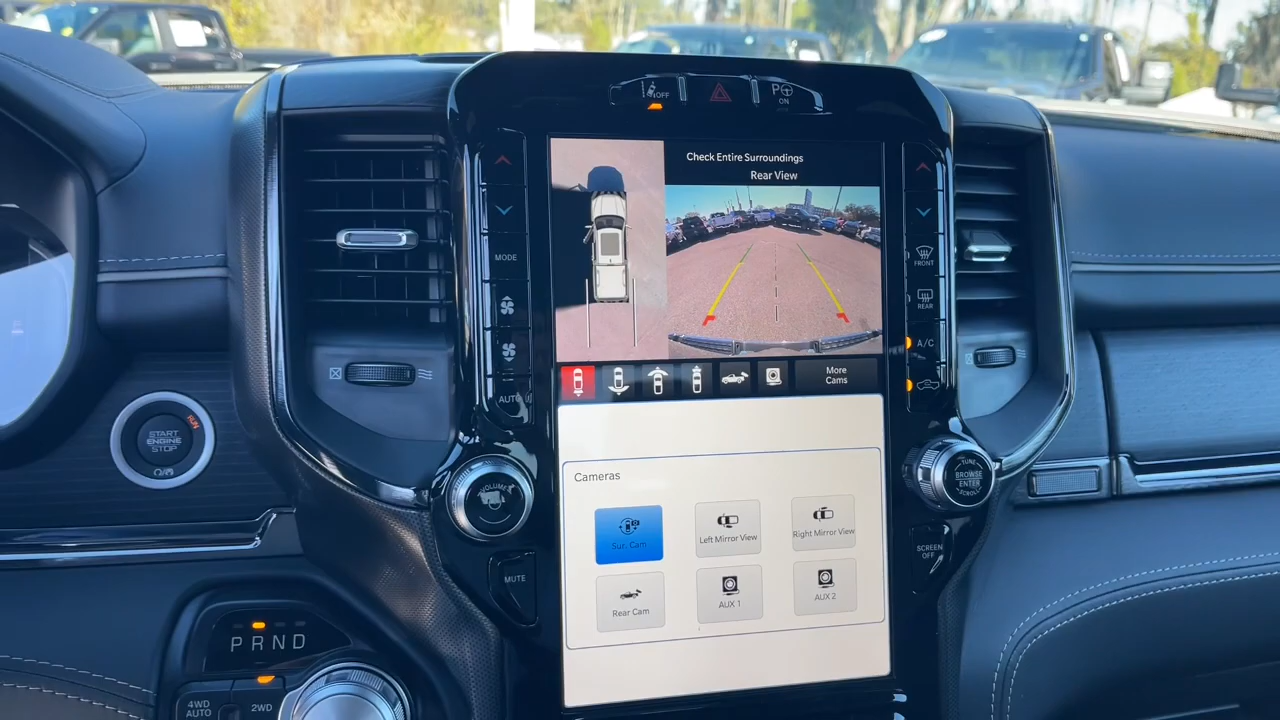 OFF
P
ON
Check Entire Surroundings
Rear View
MODE
FRONT
REAR
A/C
AUTO
More
Cams
RUN
START
ENGINE
STOP
Cameras
VOLUME
TUNE
BROWSE
ENTER
SCROLL
Sur. Cam
Left Mirror View
Right Mirror View
SCREEN
OFF
MUTE
Rear Cam
AUX 1
AUX 2
P R N D
4WD
AUTO
2WD